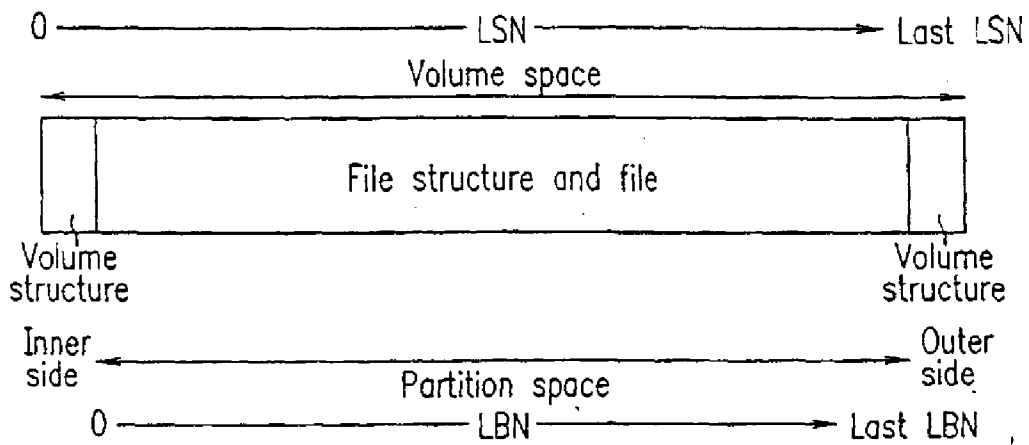 0 LSN Last LSN
Volume space
File structure and file
Volume structure
Volume structure
Inner side
Outer side
Partition space
0 LBN Last LBN